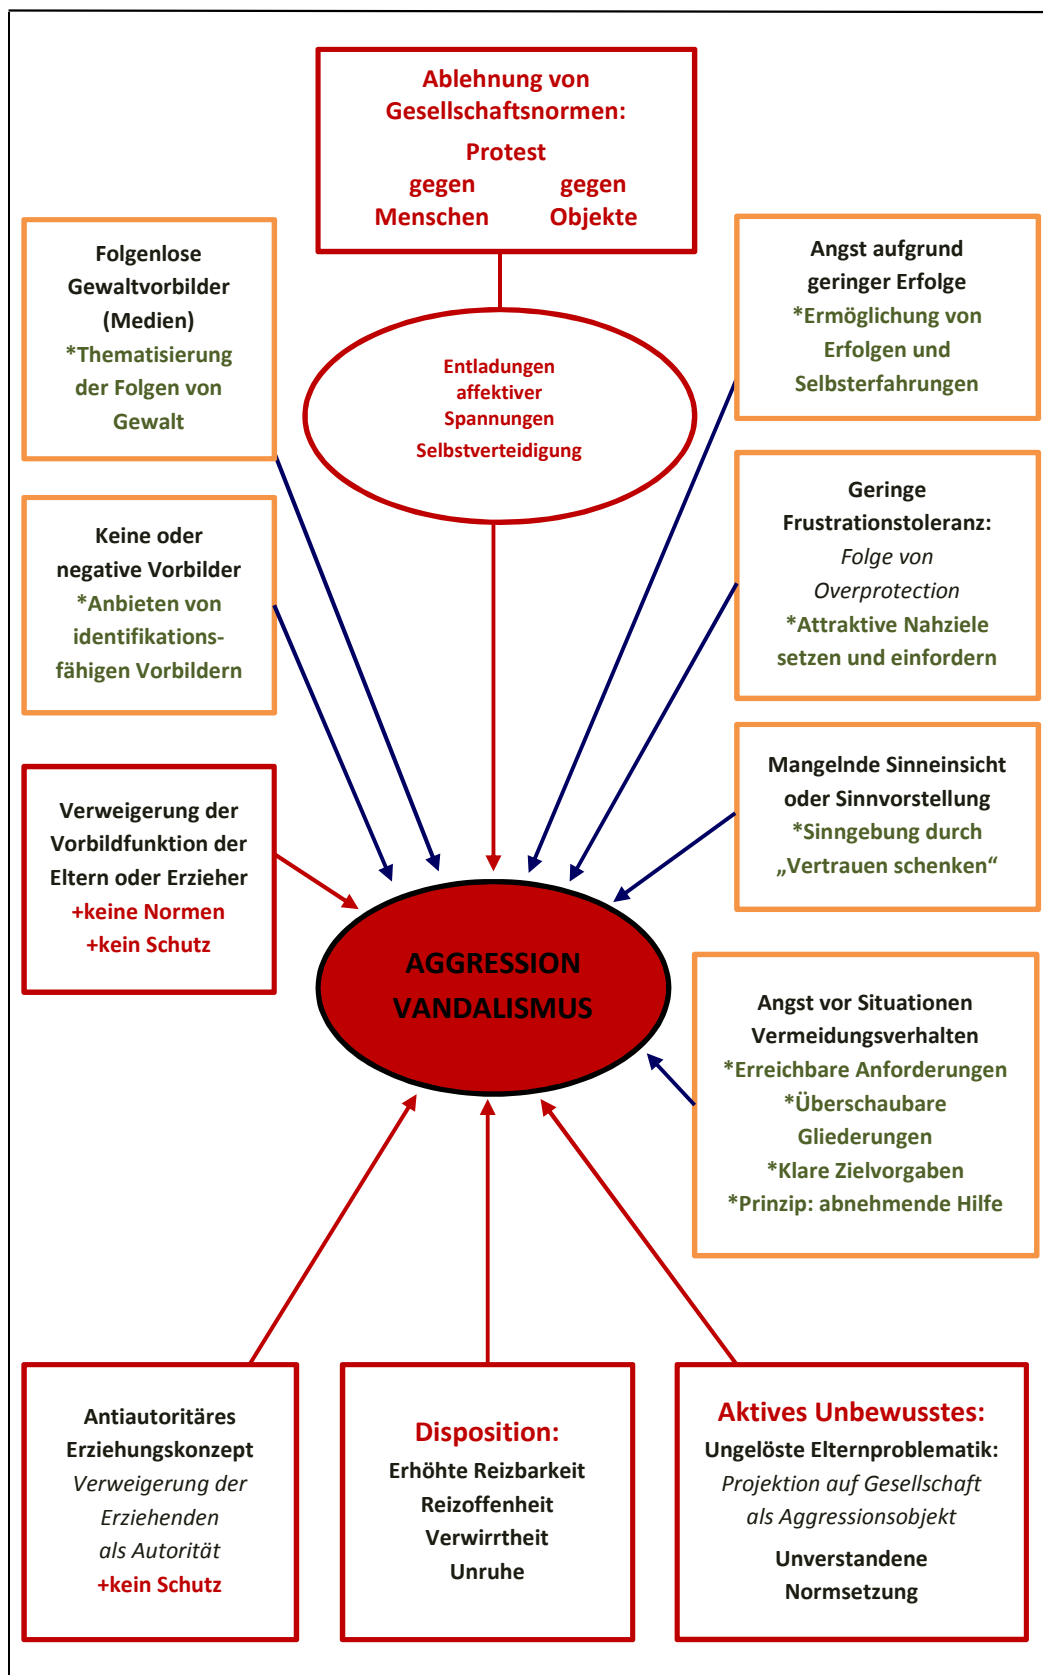 Ablehnung von
Gesellschaftsnormen:
Protest
gegen gegen
Menschen Objekte
Folgenlose
Gewaltvorbilder
(Medien)
*Thematisierung
der Folgen von
Gewalt
Entladungen
affektiver
Spannungen
Selbstverteidigung
Angst aufgrund
geringer Erfolge
*Ermöglichung von
Erfolgen und
Selbsterfahrungen
Keine oder
negative Vorbilder
*Anbieten von
identifikations-
fähigen Vorbildern
Geringe
Frustrationstoleranz:
Folge von
Overprotection
*Attraktive Nahziele
setzen und einfordern
Verweigerung der
Vorbildfunktion der
Eltern oder Erzieher
+keine Normen
+kein Schutz
Mangelnde Sinneinsicht
oder Sinnvorstellung
*Sinngebung durch
„Vertrauen schenken“
AGGRESSION
VANDALISMUS
Angst vor Situationen
Vermeidungsverhalten
*Erreichbare Anforderungen
*Überschaubare
Gliederungen
*Klare Zielvorgaben
*Prinzip: abnehmende Hilfe
Antiautoritäres
Erziehungskonzept
Verweigerung der
Erziehenden
als Autorität
+kein Schutz
Disposition:
Erhöhte Reizbarkeit
Reizoffenheit
Verwirrtheit
Unruhe
Aktives Unbewusstes:
Ungelöste Elternproblematik:
Projektion auf Gesellschaft
als Aggressionsobjekt
Unverstandene
Normsetzung